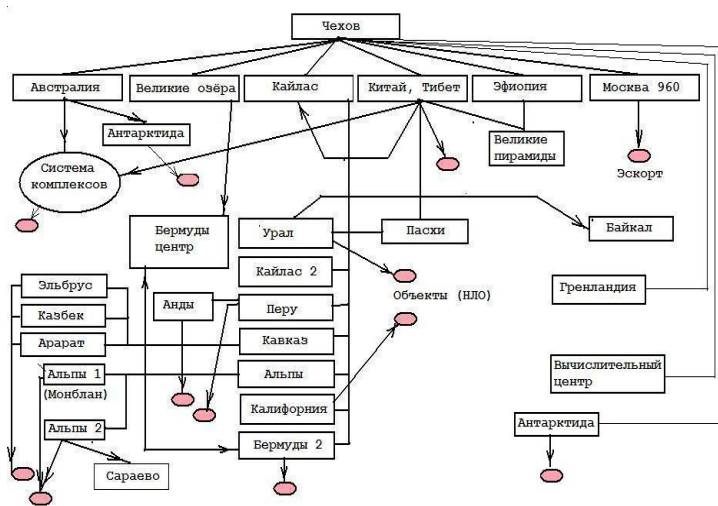 Чехов
Австралия
Великие озёра
Кайлас
Китай, Тибет
Эфиопия
Москва 960
Антарктида
Великие
пирамиды
Эскорт
Система
комплексов
Бермуды
центр
Урал
Пасхи
Байкал
Кайлас 2
Эльбрус
Объекты (НЛО)
Гренландия
Анды
Перу
Казбек
Арарат
Кавказ
Альпы 1
(Монблан)
Альпы
Вычислительный
центр
Калифорния
Альпы 2
Антарктида
Бермуды 2
Сараево